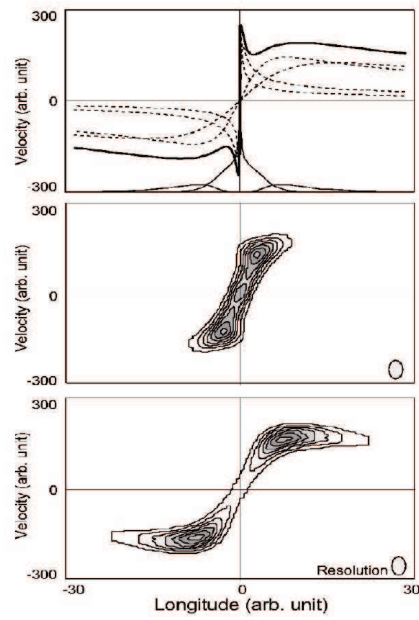 300
Velocity (arb. unit)
0
-300
300
Velocity (arb. unit)
0
-300
300
Velocity (arb. unit)
0
Resolution
-300
-30 0 30
Longitude (arb. unit)